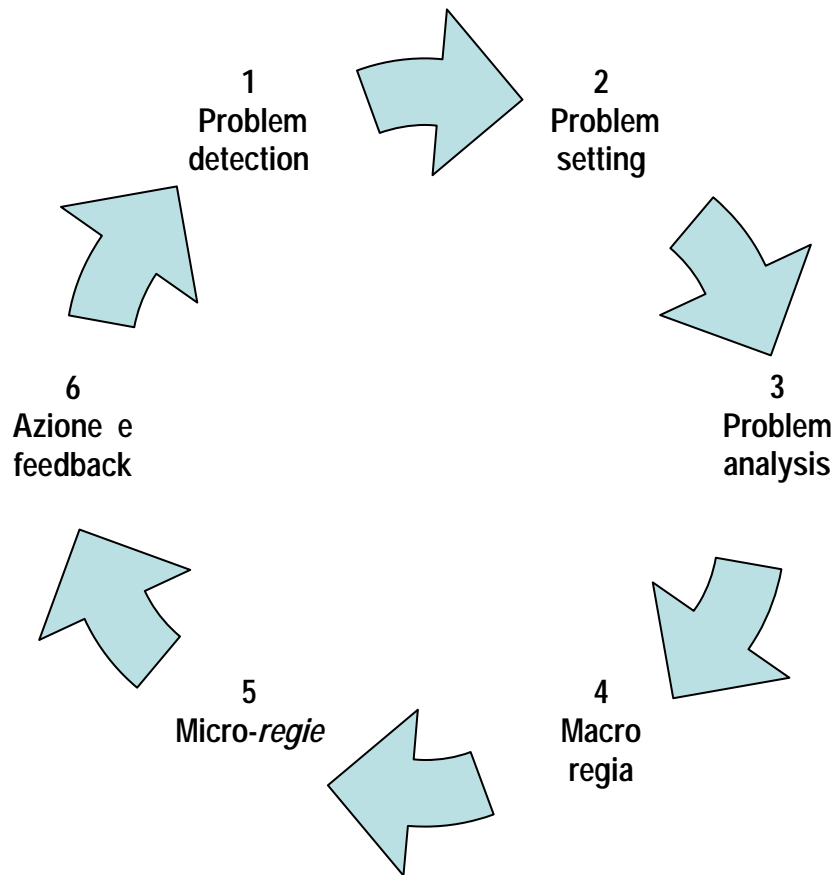 1
Problem
detection
2
Problem
setting
3
Problem
analysis
4
Macro
regia
5
Micro-regie
6
Azione e
feedback